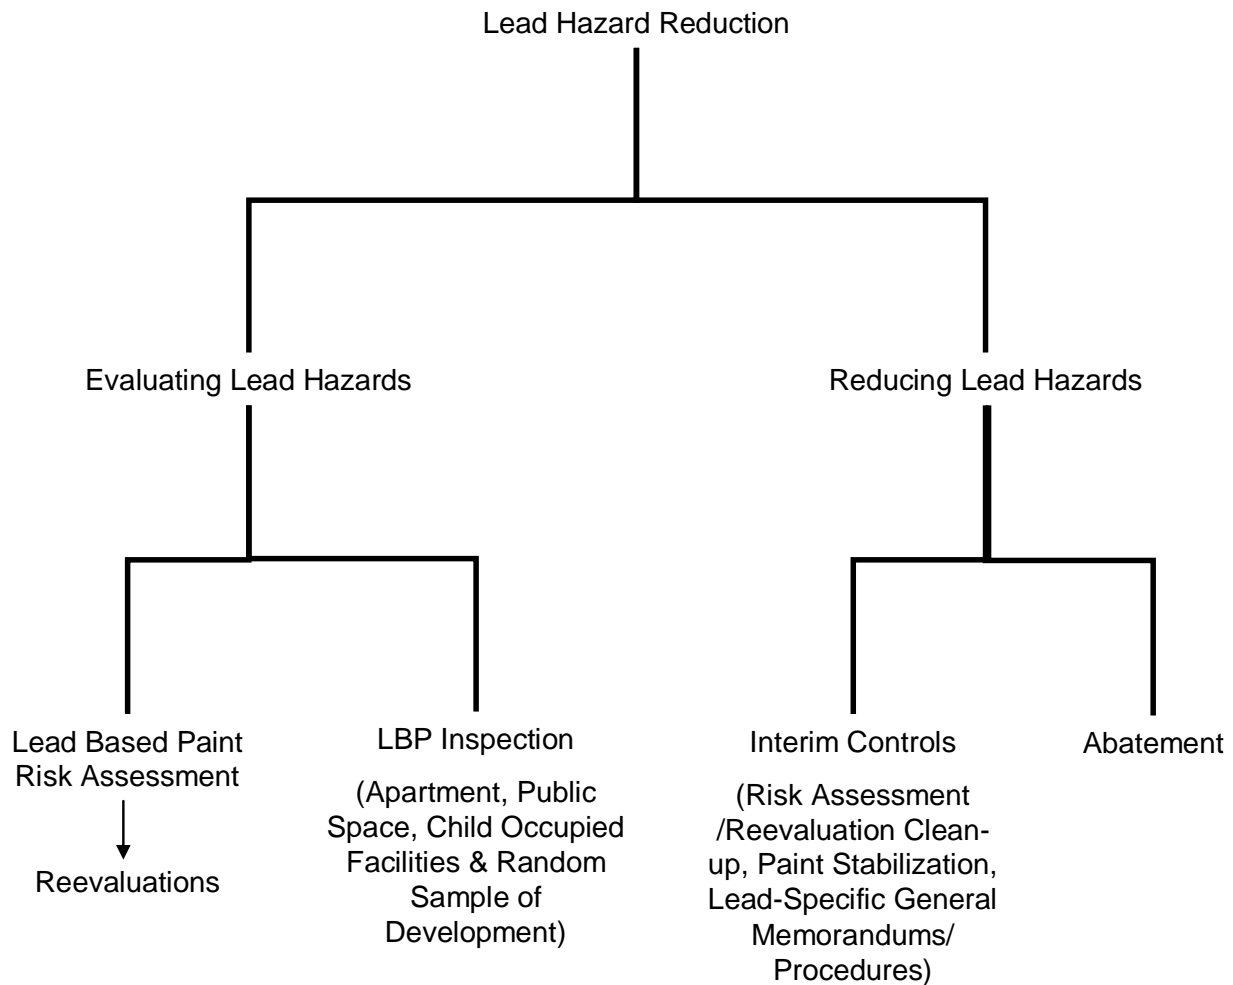 Lead Hazard Reduction
Evaluating Lead Hazards
Reducing Lead Hazards
Lead Based Paint
Risk Assessment
Reevaluations
LBP Inspection
(Apartment, Public
Space, Child Occupied
Facilities & Random
Sample of
Development)
Interim Controls
(Risk Assessment
/Reevaluation Clean-
up, Paint Stabilization,
Lead-Specific General
Memorandums/
Procedures)
Abatement